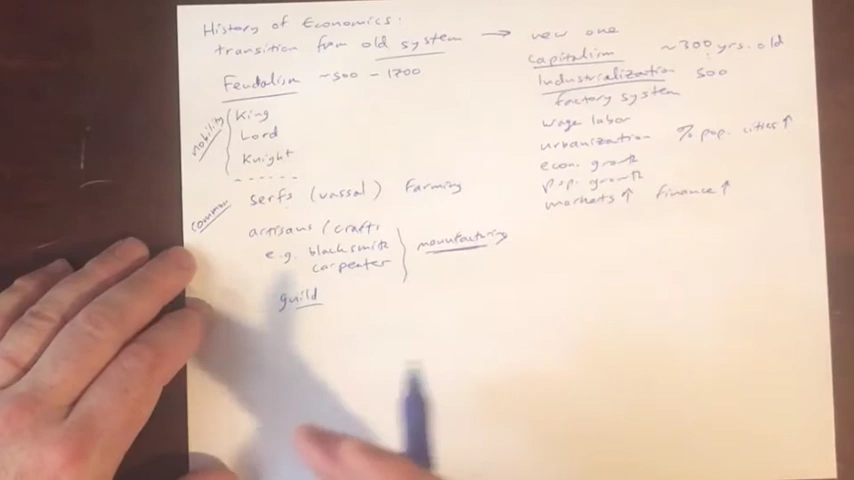 History of Economics:
transition from old system → new one
Feudalism ~500 - 1700
Mobility
King
Lord
Knight
common
serfs (vassal) Farming
artisans / crafts
e.g. blacksmith
carpenter
manufacturing
guild
Capitalism ~300 yrs. old
Industrialization 500
factory system
wage labor
urbanization % pop. cities ↑
econ. growth
pop. growth
markets ↑ finance ↑